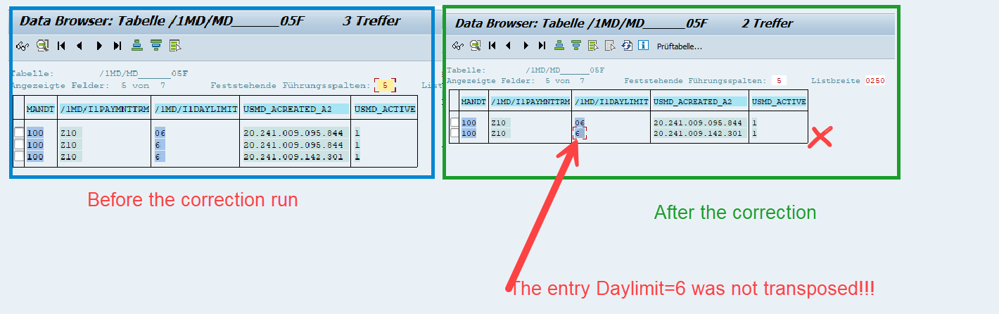 Data Browser: Tabelle /1MD/MD______05F 3 Treffer
Tabelle: /1MD/MD______05F
Angezeigte Felder: 5 von 7 Feststehende Führungsspalten: 5 List
MANDT /1MD/I1PAYMNTTRM /1MD/I1DAYLIMIT USMD_ACREATED_A2 USMD_ACTIVE
100 Z10 06 20.241.009.095.844 1
100 Z10 6 20.241.009.095.844 1
100 Z10 6 20.241.009.142.301 1
Before the correction run
Data Browser: Tabelle /1MD/MD______05F 2 Treffer
Prüftabelle...
Tabelle: /1MD/MD______05F
Angezeigte Felder: 5 von 7 Feststehende Führungsspalten: 5 Listbreite 0250
MANDT /1MD/I1PAYMNTTRM /1MD/I1DAYLIMIT USMD_ACREATED_A2 USMD_ACTIVE
100 Z10 06 20.241.009.095.844 1
100 Z10 6 20.241.009.142.301 1
After the correction
The entry Daylimit=6 was not transposed!!!